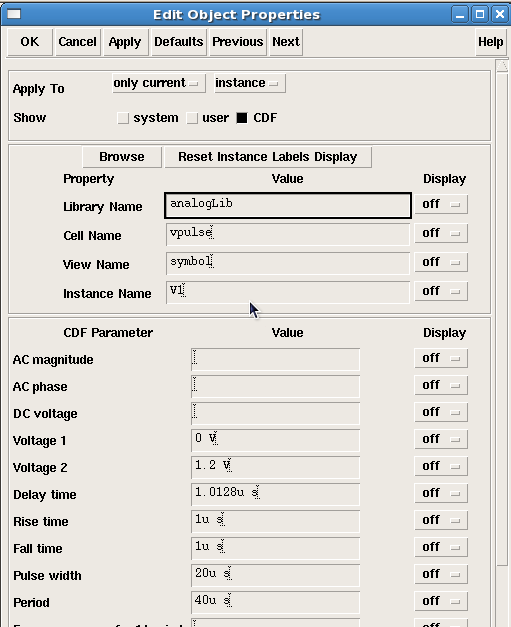 Edit Object Properties
OK Cancel Apply Defaults Previous Next Help
Apply To only current instance
Show system user CDF
Browse Reset Instance Labels Display
Property Value Display
Library Name analogLib off
Cell Name vpulse off
View Name symbol off
Instance Name V1 off
CDF Parameter Value Display
AC magnitude off
AC phase off
DC voltage off
Voltage 1 0 V off
Voltage 2 1.2 V off
Delay time 1.0128u s off
Rise time 1u s off
Fall time 1u s off
Pulse width 20u s off
Period 40u s off